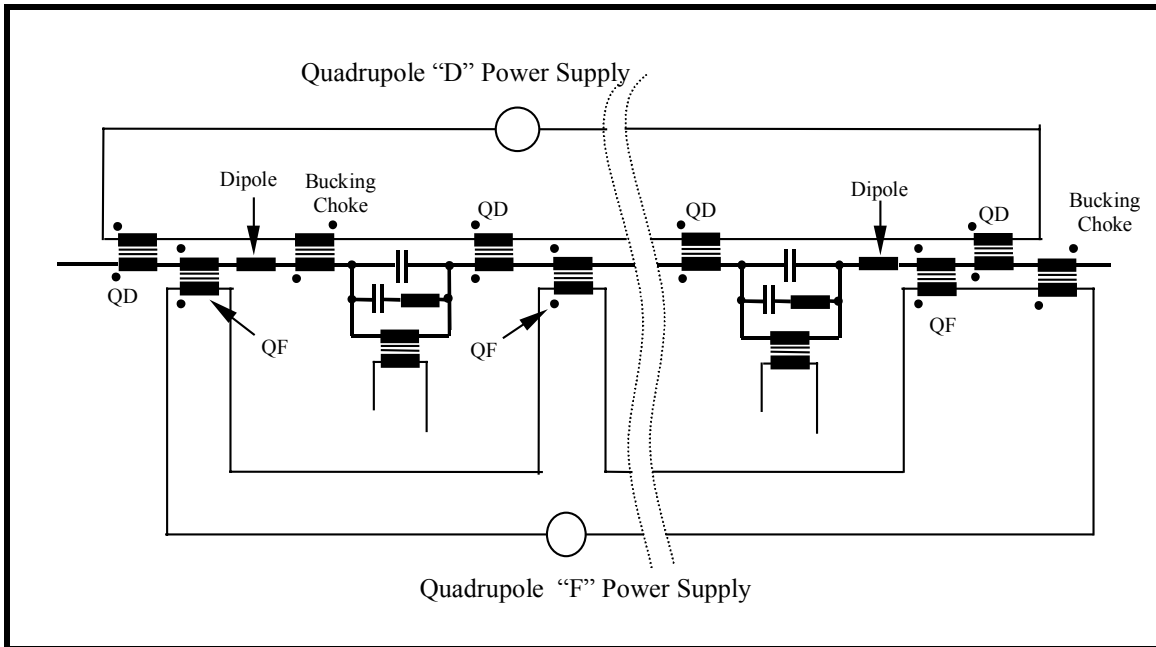 Quadrupole “D” Power Supply
Dipole
Bucking
Choke
QD
QD
Dipole
QD
Bucking
Choke
QD
QF
QF
QF
Quadrupole “F” Power Supply